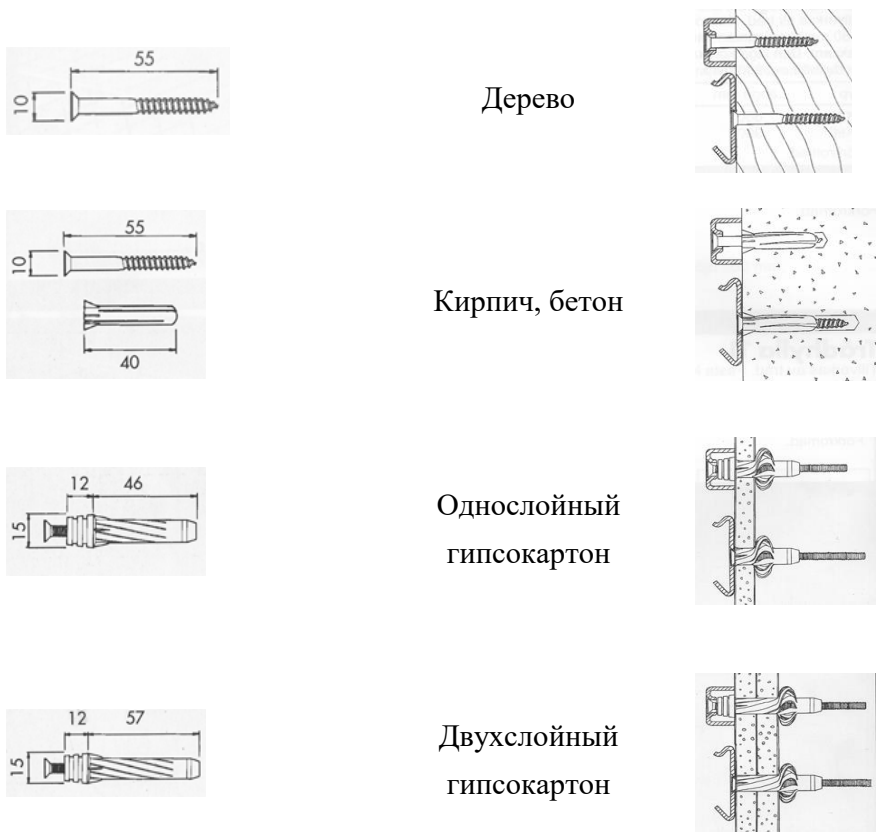 55
10
Дерево
55
10
40
Кирпич, бетон
12 46
15
Однослойный
гипсокартон
12 57
15
Двухслойный
гипсокартон